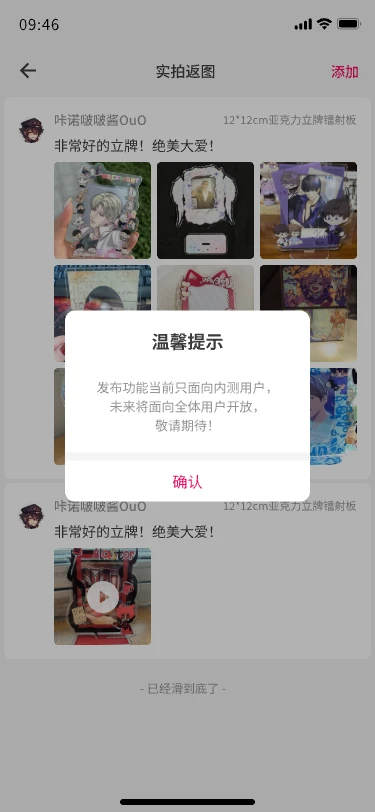 09:46
实拍返图
添加
咔诺啵啵酱OuO
12*12cm亚克力立牌镭射板
非常好的立牌！绝美大爱！
温馨提示
发布功能当前只面向内测用户，
未来将面向全体用户开放，
敬请期待！
确认
咔诺啵啵酱OuO
12*12cm亚克力立牌镭射板
非常好的立牌！绝美大爱！
- 已经滑到底了 -